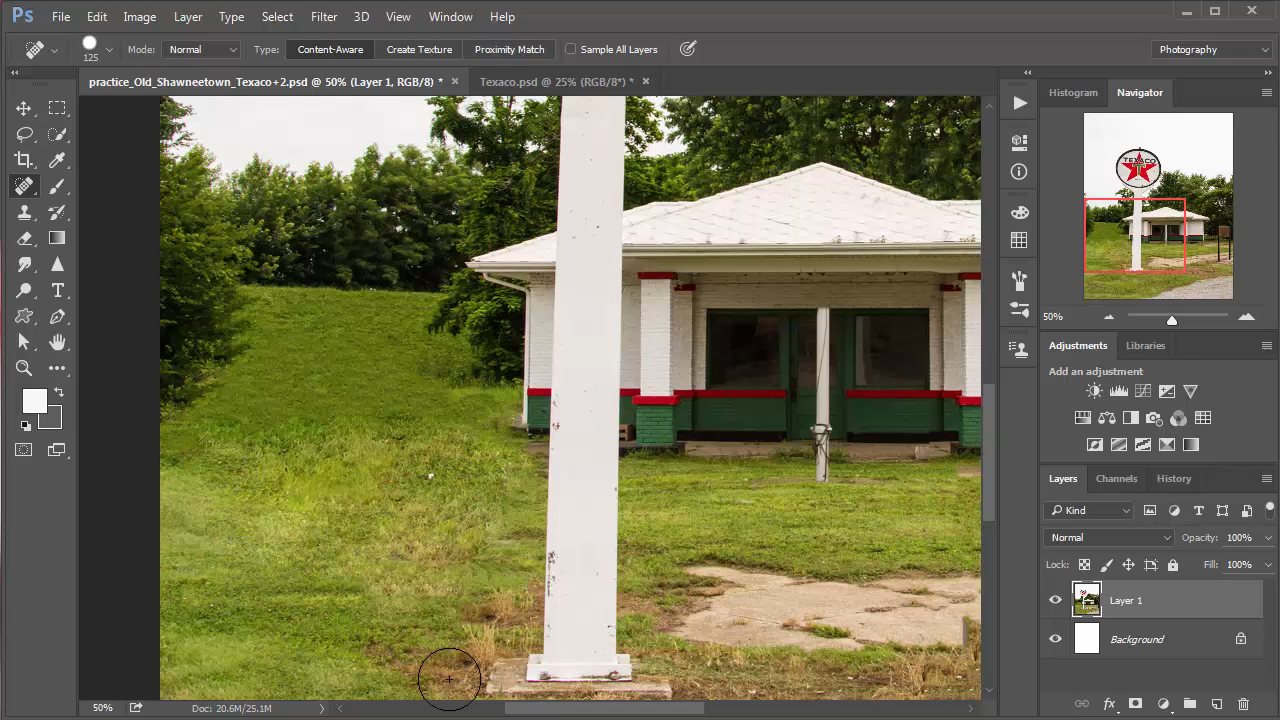 Ps File Edit Image Layer Type Select Filter 3D View Window Help
125 Mode: Normal Type: Content-Aware Create Texture Proximity Match Sample All Layers Photography
practice_Old_Shawneetown_Texaco+2.psd @ 50% (Layer 1, RGB/8) * Texaco.psd @ 25% (RGB/8*) *
Histogram Navigator
TEXACO
50%
Adjustments Libraries
Add an adjustment
Layers Channels History
Kind
Normal Opacity: 100%
Lock: Fill: 100%
Layer 1
Background
50% Doc: 20.6M/25.1M